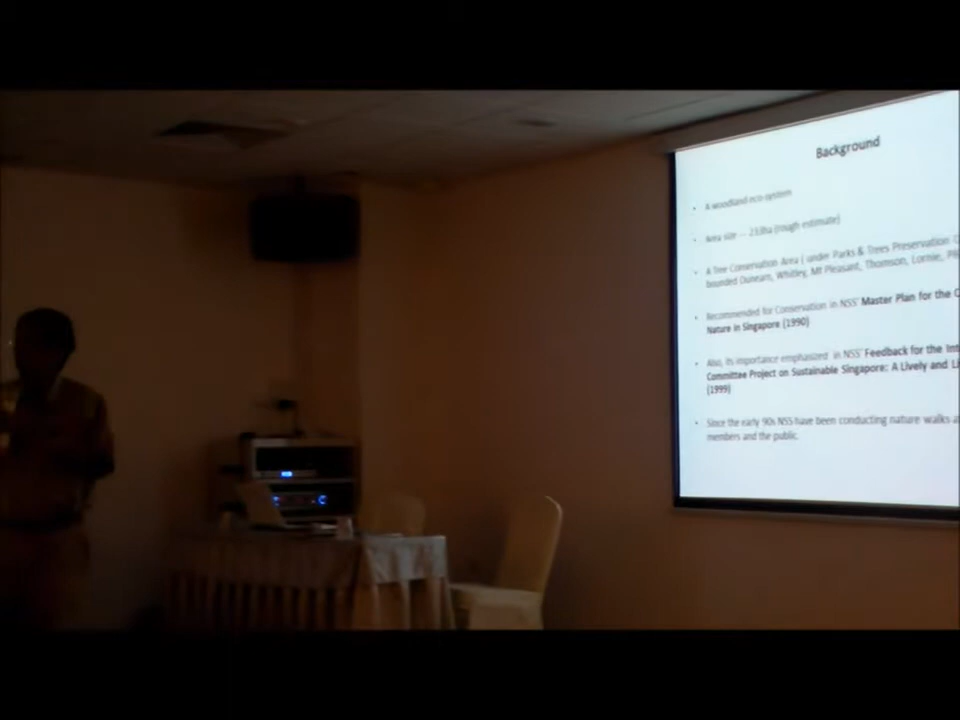 Background
• A woodland eco-system
• Area size -- 233ha (rough estimate)
• A Tree Conservation Area ( under Parks & Trees Preservation
bounded Dunearn, Whitley, Mt Pleasant, Thomson, Lornie,
• Recommended for Conservation in NSS' Master Plan for the
Nature in Singapore (1990)
• Also, its importance emphasized in NSS' Feedback for the
Committee Project on Sustainable Singapore: A Lively and
(1999)
• Since the early 90s NSS have been conducting nature walks
members and the public.